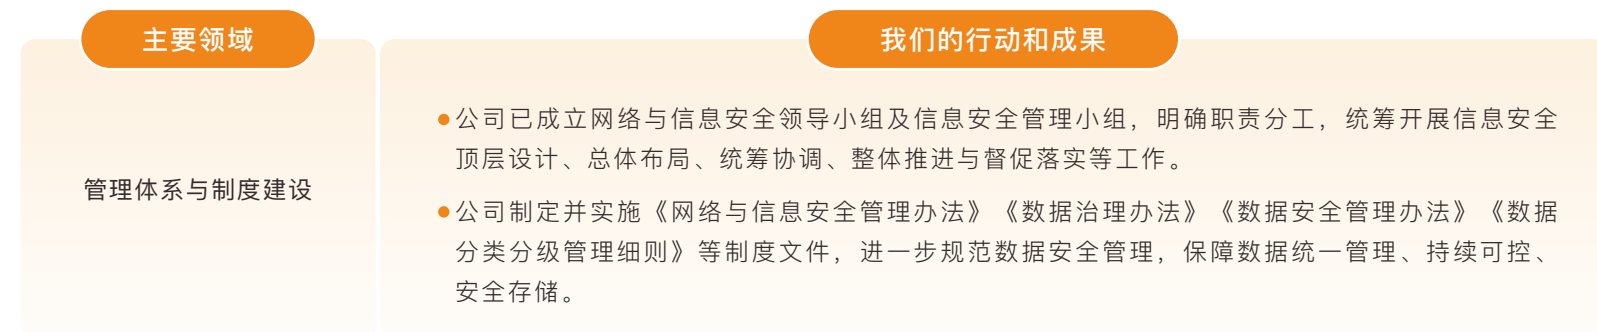 主要领域
我们的行动和成果
管理体系与制度建设
●公司已成立网络与信息安全领导小组及信息安全管理小组，明确职责分工，统筹开展信息安全
顶层设计、总体布局、统筹协调、整体推进与督促落实等工作。
●公司制定并实施《网络与信息安全管理办法》《数据治理办法》《数据安全管理办法》《数据
分类分级管理细则》等制度文件，进一步规范数据安全管理，保障数据统一管理、持续可控、
安全存储。